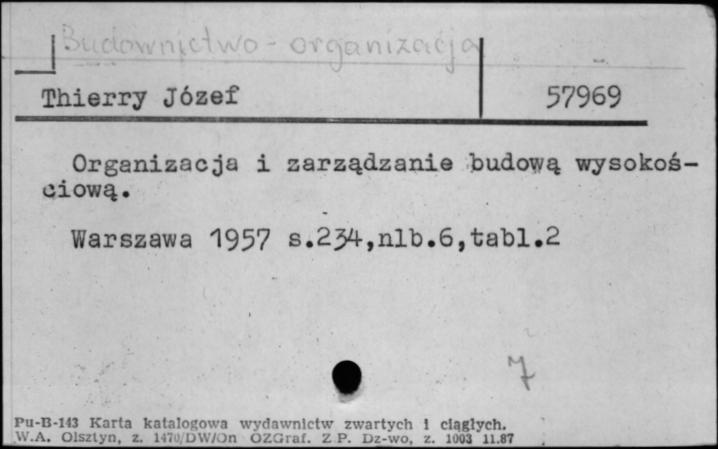 Budownictwo - organizacja
Thierry Józef 57969
Organizacja i zarządzanie budową wysokoś-
ciową.
Warszawa 1957 s.234,nlb.6,tabl.2
7
Pu-B-143 Karta katalogowa wydawnictw zwartych i ciągłych.
W.A. Olsztyn, z. 1470/DW/On OZGraf. Z P. Dz-wo, z. 1003 11.87